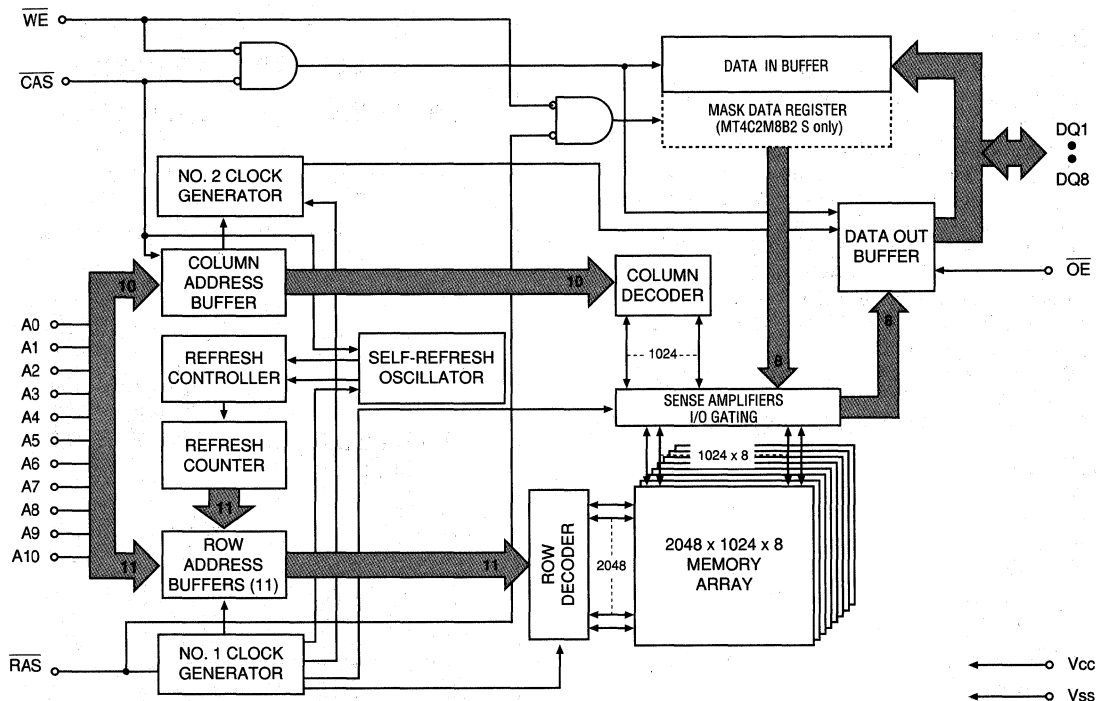 WE
CAS
DATA IN BUFFER
MASK DATA REGISTER
(MT4C2M8B2 S only)
DQ1
DQ8
NO. 2 CLOCK
GENERATOR
DATA OUT
BUFFER
OE
COLUMN
ADDRESS
BUFFER
10
10
COLUMN
DECODER
A0
A1
A2
A3
A4
A5
A6
A7
A8
A9
A10
REFRESH
CONTROLLER
SELF-REFRESH
OSCILLATOR
1024
8
8
SENSE AMPLIFIERS
I/O GATING
REFRESH
COUNTER
1024 x 8
11
11
ROW
ADDRESS
BUFFERS (11)
11
ROW
DECODER
2048
2048 x 1024 x 8
MEMORY
ARRAY
RAS
NO. 1 CLOCK
GENERATOR
Vcc
Vss